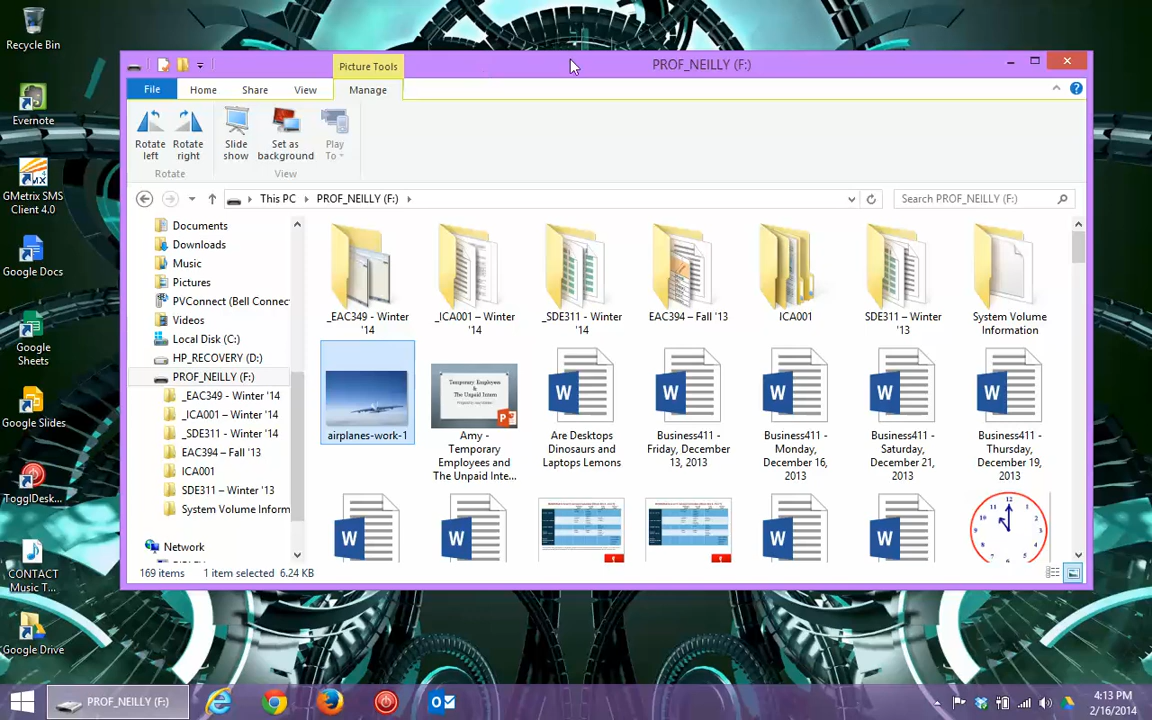 Recycle Bin
Evernote
GMetrix SMS
Client 4.0
Google Docs
Google
Sheets
Google Slides
TogglDesk...
CONTACT
Music T...
Google Drive
Picture Tools
PROF_NEILLY (F:)
File
Home
Share
View
Manage
Rotate
left
Rotate
right
Slide
show
Set as
background
Play
To
Rotate
View
This PC
PROF_NEILLY (F:)
Search PROF_NEILLY (F:)
Documents
Downloads
Music
Pictures
PVConnect (Bell Connec
Videos
Local Disk (C:)
HP_RECOVERY (D:)
PROF_NEILLY (F:)
_EAC349 - Winter '14
_ICA001 – Winter '14
_SDE311 - Winter '14
EAC394 – Fall '13
ICA001
SDE311 – Winter '13
System Volume Inform
Network
_EAC349 - Winter
'14
_ICA001 – Winter
'14
_SDE311 - Winter
'14
EAC394 – Fall '13
ICA001
SDE311 – Winter
'13
System Volume
Information
airplanes-work-1
Temporary Employees
&
The Unpaid Intern
Amy -
Temporary
Employees and
The Unpaid Inte...
Are Desktops
Dinosaurs and
Laptops Lemons
Business411 -
Friday, December
13, 2013
Business411 -
Monday,
December 16,
2013
Business411 -
Saturday,
December 21,
2013
Business411 -
Thursday,
December 19,
2013
169 items
1 item selected 6.24 KB
PROF_NEILLY (F:)
4:13 PM
2/16/2014